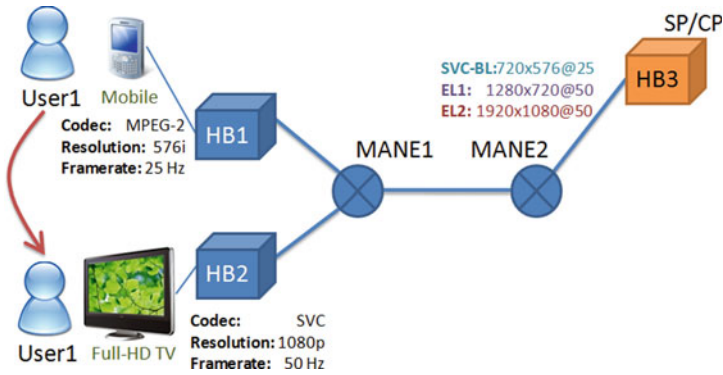 SP/CP
HB3
SVC-BL:720x576@25
EL1: 1280x720@50
EL2: 1920x1080@50
User1
Mobile
Codec: MPEG-2
Resolution: 576i
Framerate: 25 Hz
HB1
MANE1
MANE2
HB2
User1
Full-HD TV
Codec: SVC
Resolution: 1080p
Framerate: 50 Hz